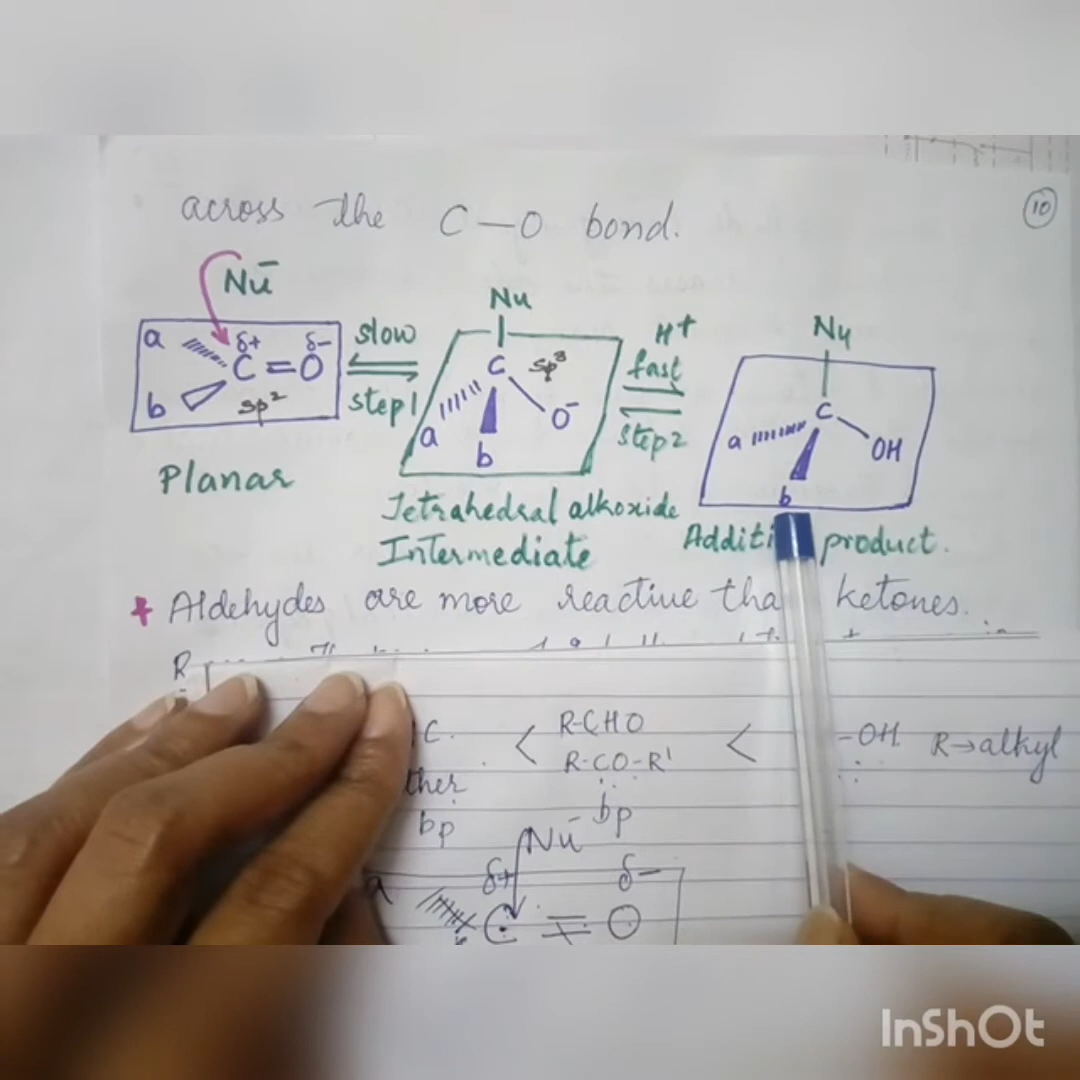 10
across the C—O bond.
Nu⁻
a δ+ δ-
C=O
b sp²
Planar
slow
step1
Nu
C sp³
a b O⁻
Tetrahedral alkoxide
Intermediate
H⁺
fast
step2
Nu
C
a OH
b
product.
+ Aldehydes are more reactive ketones.
R
C. < R-CHO < -OH R→alkyl
R-CO-R'
bp bp
Nu⁻
δ+ δ-
a C = O
InShOt